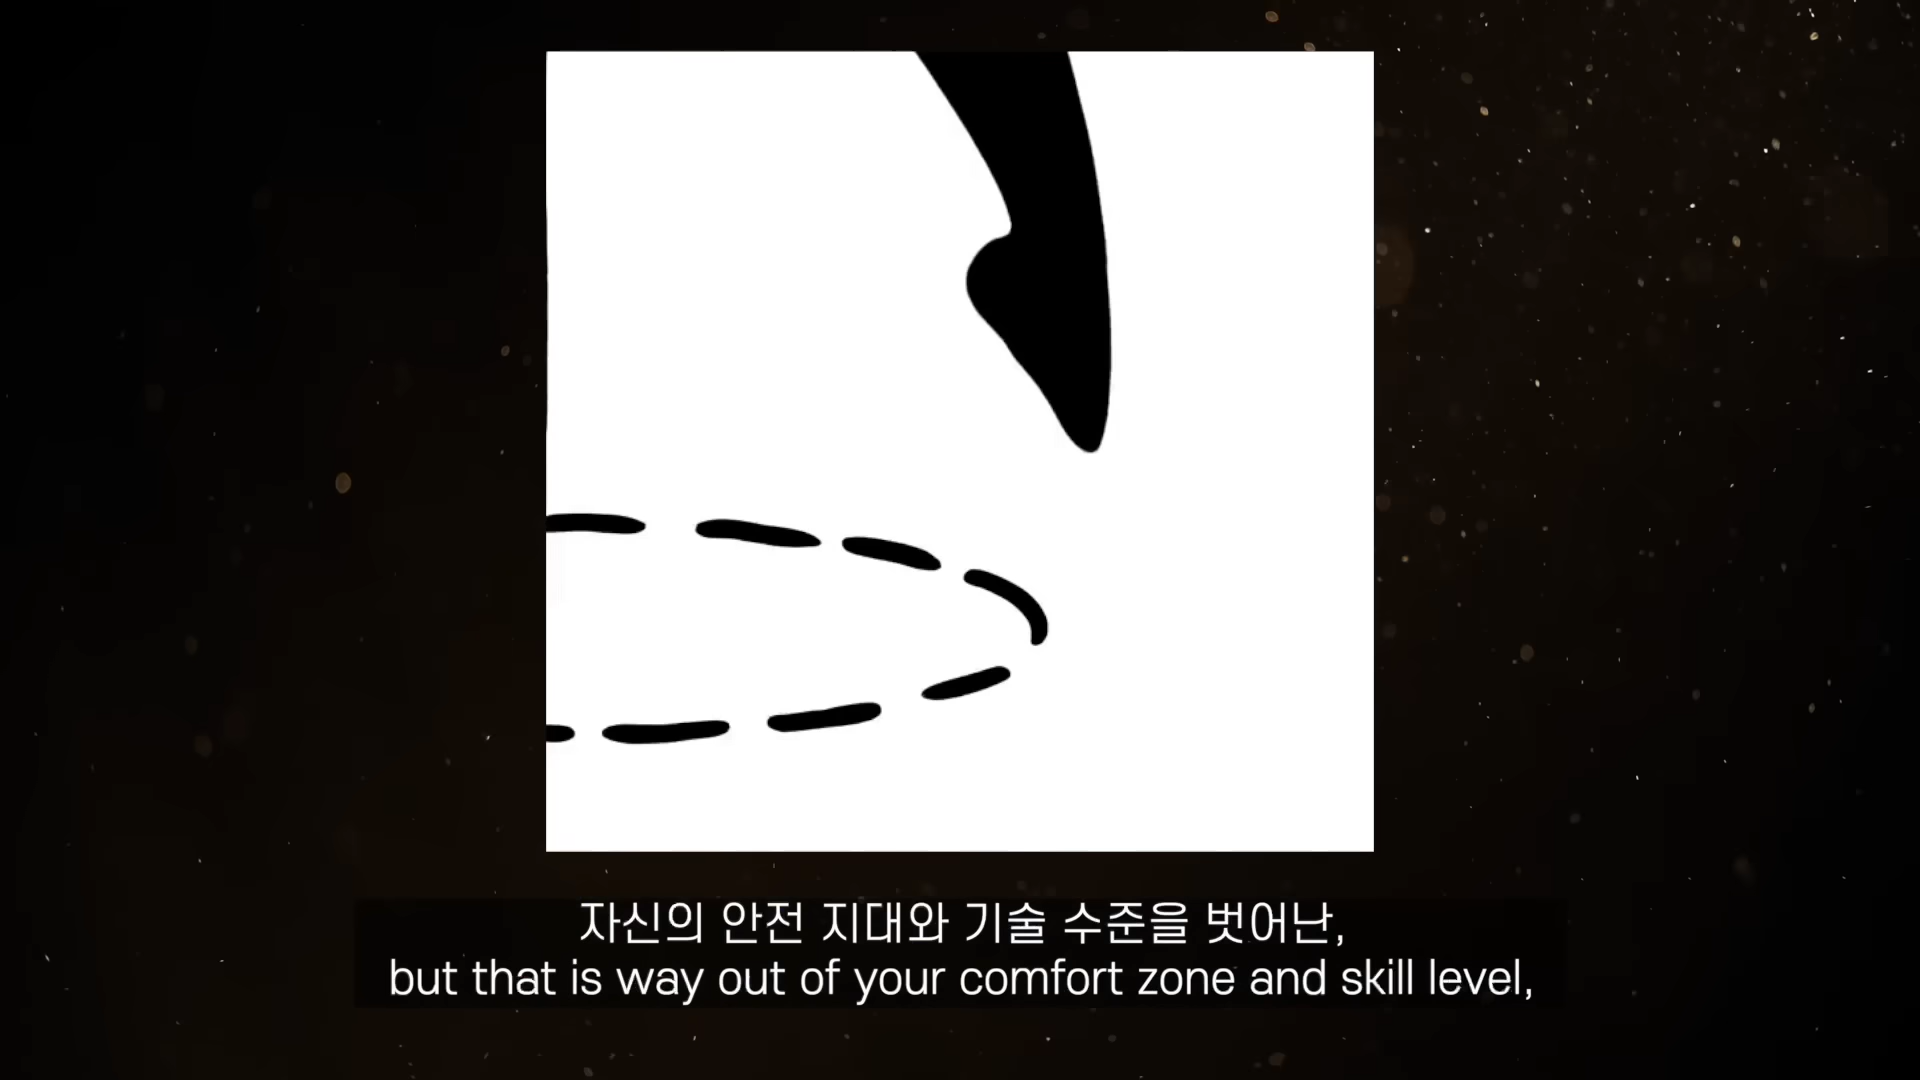 자신의 안전 지대와 기술 수준을 벗어난,
but that is way out of your comfort zone and skill level,